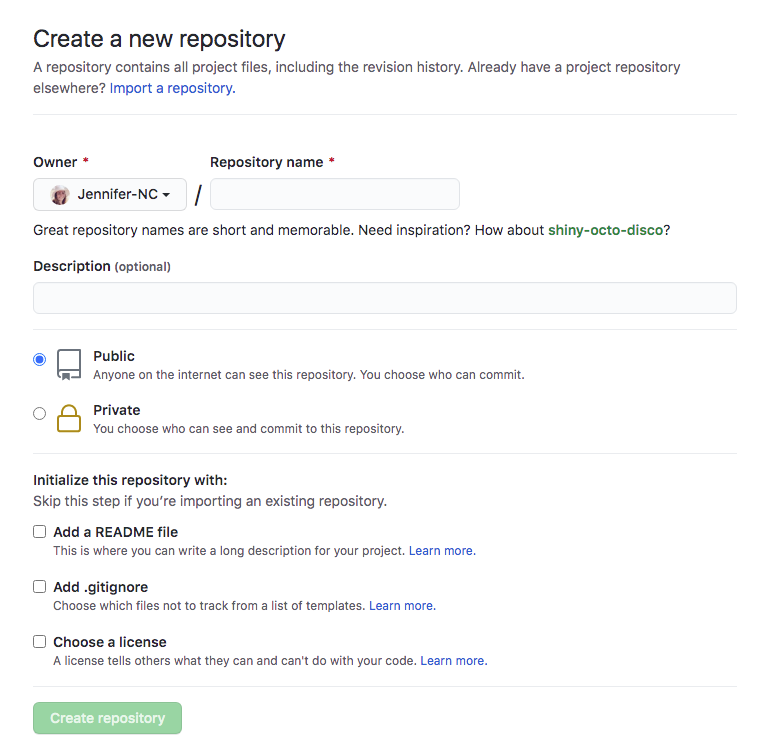 Create a new repository
A repository contains all project files, including the revision history. Already have a project repository
elsewhere? Import a repository.
Owner * Repository name *
Jennifer-NC /
Great repository names are short and memorable. Need inspiration? How about shiny-octo-disco?
Description (optional)
Public
Anyone on the internet can see this repository. You choose who can commit.
Private
You choose who can see and commit to this repository.
Initialize this repository with:
Skip this step if you’re importing an existing repository.
Add a README file
This is where you can write a long description for your project. Learn more.
Add .gitignore
Choose which files not to track from a list of templates. Learn more.
Choose a license
A license tells others what they can and can't do with your code. Learn more.
Create repository